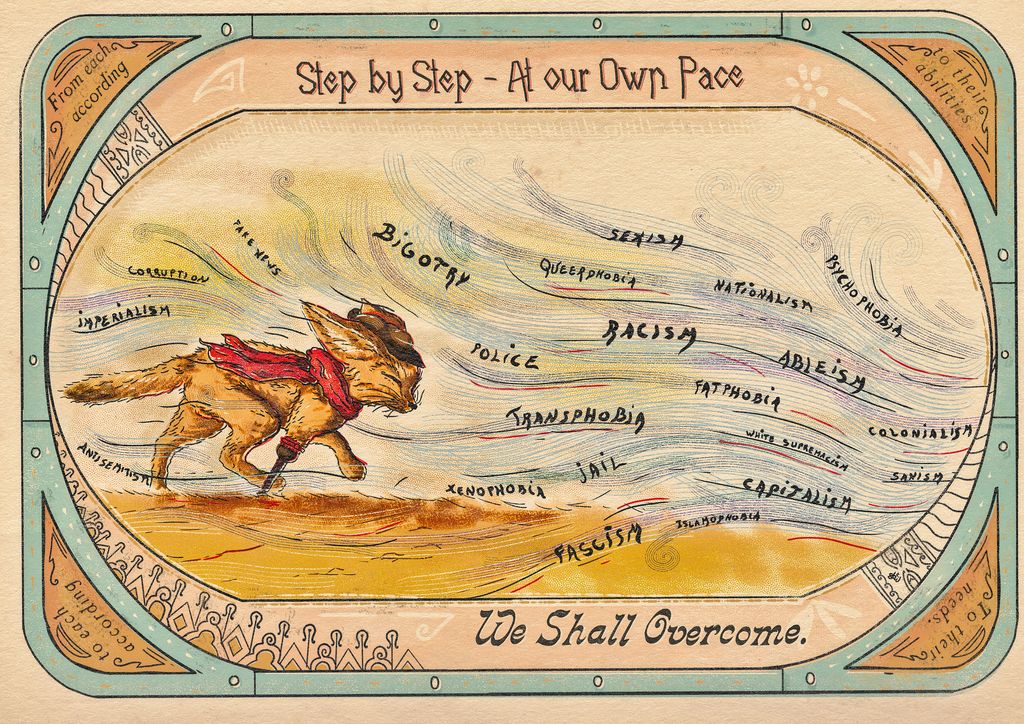 From each
according
to their
abilities
Step by Step - At our Own Pace
FAKE NEWS
BIGOTRY
SEXISM
CORRUPTION
QUEERPHOBIA
NATIONALISM
PSYCHOPHOBIA
IMPERIALISM
RACISM
POLICE
ABLEISM
FATPHOBIA
TRANSPHOBIA
COLONIALISM
WHITE SUPREMACISM
ANTISEMITISM
JAIL
SANISM
XENOPHOBIA
CAPITALISM
ISLAMOPHOBIA
FASCISM
to each
according
To their
needs.
We Shall Overcome.